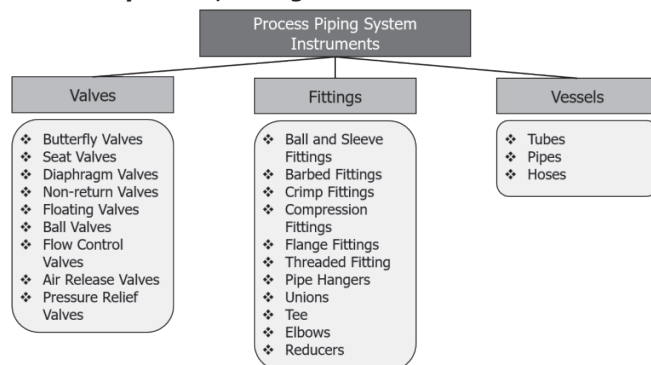 Process Piping System
Instruments
Valves
❖ Butterfly Valves
❖ Seat Valves
❖ Diaphragm Valves
❖ Non-return Valves
❖ Floating Valves
❖ Ball Valves
❖ Flow Control
Valves
❖ Air Release Valves
❖ Pressure Relief
Valves
Fittings
❖ Ball and Sleeve
Fittings
❖ Barbed Fittings
❖ Crimp Fittings
❖ Compression
Fittings
❖ Flange Fittings
❖ Threaded Fitting
❖ Pipe Hangers
❖ Unions
❖ Tee
❖ Elbows
❖ Reducers
Vessels
❖ Tubes
❖ Pipes
❖ Hoses